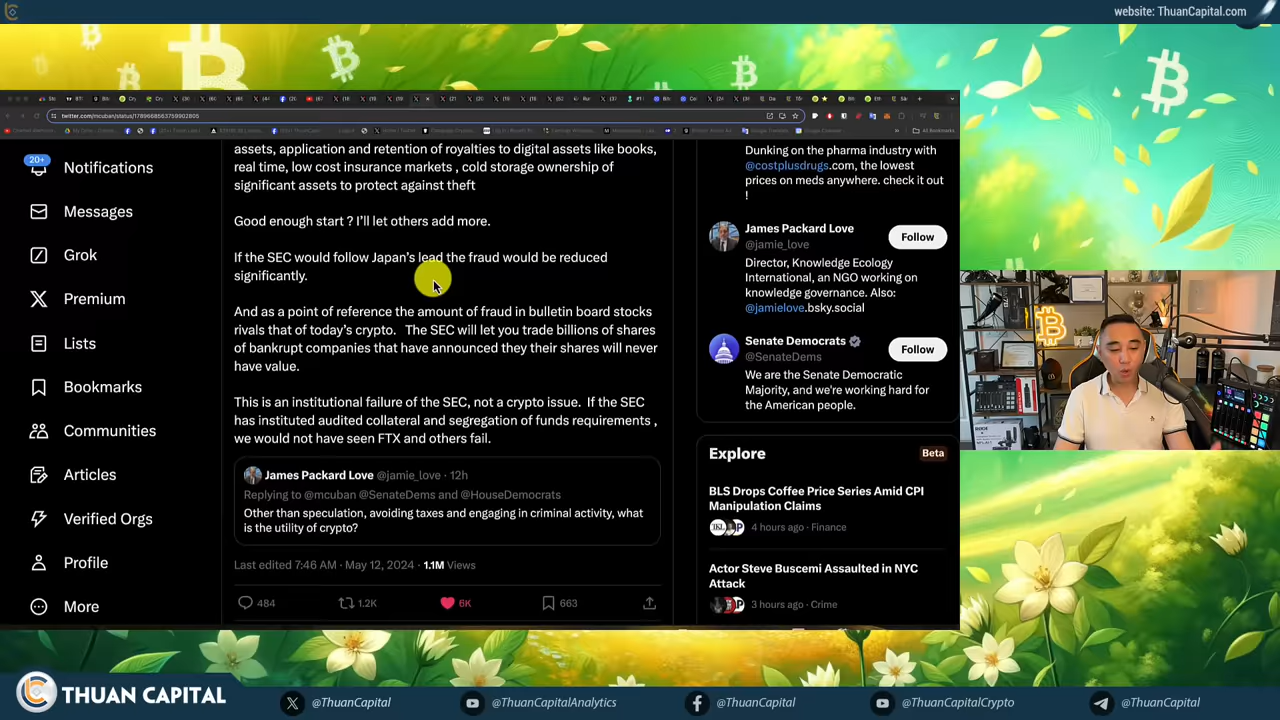 website: ThuanCapital.com
twitter.com/mcuban/status/1789668563759902805
All Bookmarks
20+
Notifications
Messages
Grok
Premium
Lists
Bookmarks
Communities
Articles
Verified Orgs
Profile
More
assets, application and retention of royalties to digital assets like books,
real time, low cost insurance markets , cold storage ownership of
significant assets to protect against theft
Good enough start ? I'll let others add more.
If the SEC would follow Japan's lead the fraud would be reduced
significantly.
And as a point of reference the amount of fraud in bulletin board stocks
rivals that of today's crypto. The SEC will let you trade billions of shares
of bankrupt companies that have announced they their shares will never
have value.
This is an institutional failure of the SEC, not a crypto issue. If the SEC
has instituted audited collateral and segregation of funds requirements ,
we would not have seen FTX and others fail.
James Packard Love @jamie_love · 12h
Replying to @mcuban @SenateDems and @HouseDemocrats
Other than speculation, avoiding taxes and engaging in criminal activity, what
is the utility of crypto?
Last edited 7:46 AM · May 12, 2024 · 1.1M Views
484
1.2K
6K
663
Dunking on the pharma industry with
@costplusdrugs.com, the lowest
prices on meds anywhere. check it out
!
James Packard Love
@jamie_love
Follow
Director, Knowledge Ecology
International, an NGO working on
knowledge governance. Also:
@jamielove.bsky.social
Senate Democrats
@SenateDems
Follow
We are the Senate Democratic
Majority, and we're working hard for
the American people.
Explore
Beta
BLS Drops Coffee Price Series Amid CPI
Manipulation Claims
4 hours ago · Finance
Actor Steve Buscemi Assaulted in NYC
Attack
3 hours ago · Crime
THUAN CAPITAL
@ThuanCapital
@ThuanCapitalAnalytics
@ThuanCapital
@ThuanCapitalCrypto
@ThuanCapital